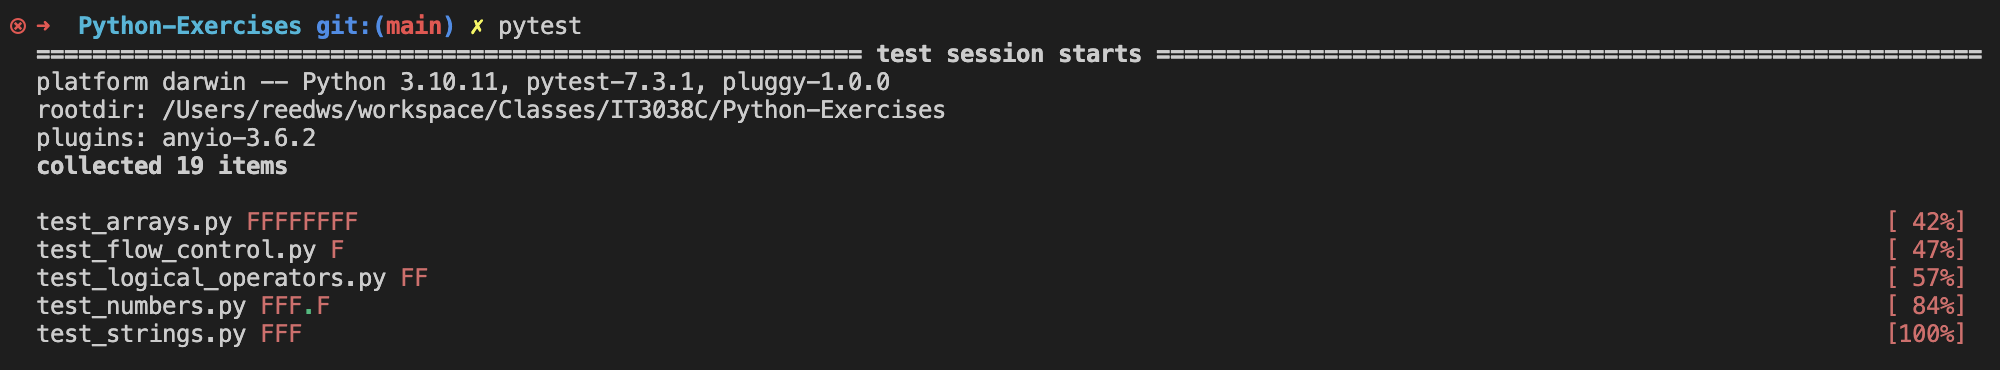 ⊗ ➜ Python-Exercises git:(main) ✗ pytest
=========================================================== test session starts ===========================================================
platform darwin -- Python 3.10.11, pytest-7.3.1, pluggy-1.0.0
rootdir: /Users/reedws/workspace/Classes/IT3038C/Python-Exercises
plugins: anyio-3.6.2
collected 19 items
test_arrays.py FFFFFFFF [ 42%]
test_flow_control.py F [ 47%]
test_logical_operators.py FF [ 57%]
test_numbers.py FFF.F [ 84%]
test_strings.py FFF [100%]